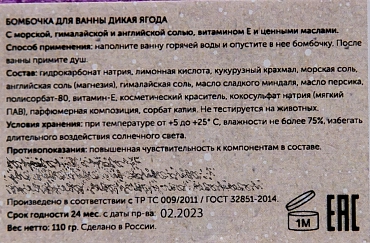 БОМБОЧКА ДЛЯ ВАННЫ ДИКАЯ ЯГОДА
С морской, гималайской и английской солью, витамином Е и ценными маслами.
Способ применения: наполните ванну горячей воды и опустите в нее бомбочку. После
ванны примите душ.
Состав: гидрокарбонат натрия, лимонная кислота, кукурузный крахмал, морская соль,
английская соль (магнезия), гималайская соль, масло сладкого миндаля, масло персика,
полисорбат-80, витамин-Е, косметический краситель, кокосульфат натрия (мягкий
ПАВ), парфюмерная композиция, сорбат калия. Не тестируется на животных.
Условия хранения: при температуре от +5 до +25° С, влажности не более 75%, избегать
длительного воздействия солнечного света.
Противопоказания: повышенная чувствительность к компонентам в составе.
Произведено в соответствии с ТР ТС 009/2011 / ГОСТ 32851-2014.
Срок годности 24 мес. с даты пр-ва: 02.2023
Вес: 110 гр. Сделано в России.
1М
ЕАС